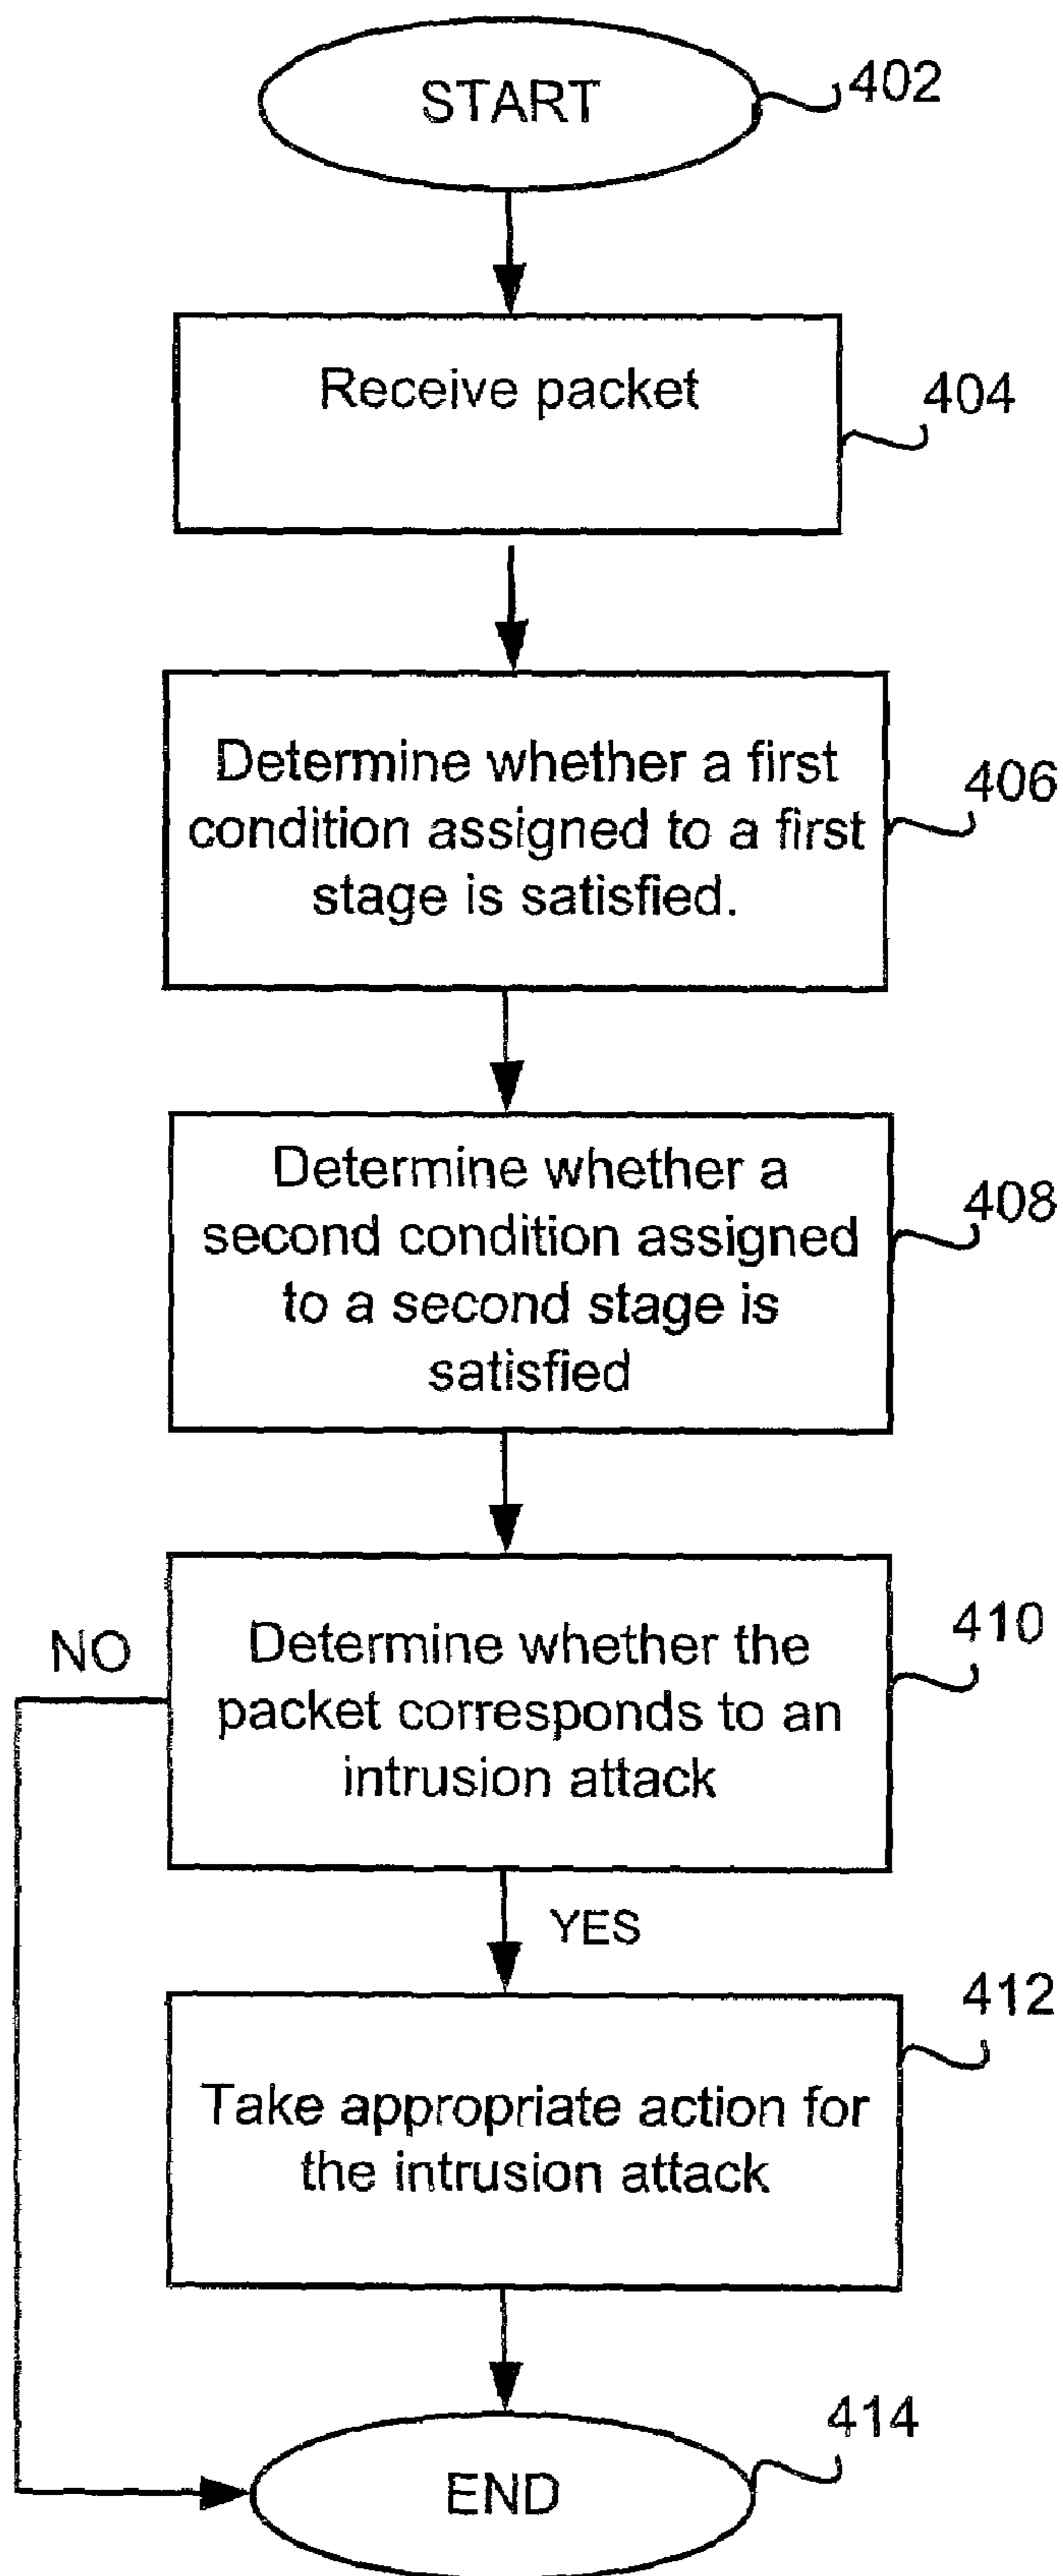 START
402
Receive packet
404
Determine whether a first
condition assigned to a first
stage is satisfied.
406
Determine whether a
second condition assigned
to a second stage is
satisfied
408
Determine whether the
packet corresponds to an
intrusion attack
410
NO
YES
Take appropriate action for
the intrusion attack
412
END
414